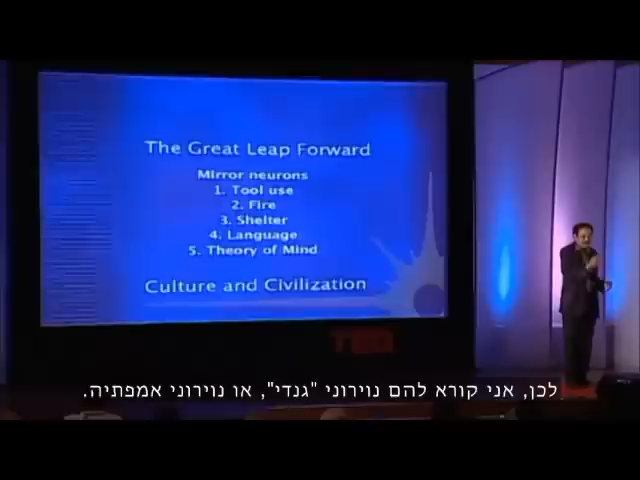 The Great Leap Forward
Mirror neurons
1. Tool use
2. Fire
3. Shelter
4. Language
5. Theory of Mind
Culture and Civilization
TED
לכן, אני קורא להם נוירוני "גנדי", או נוירוני אמפתיה.